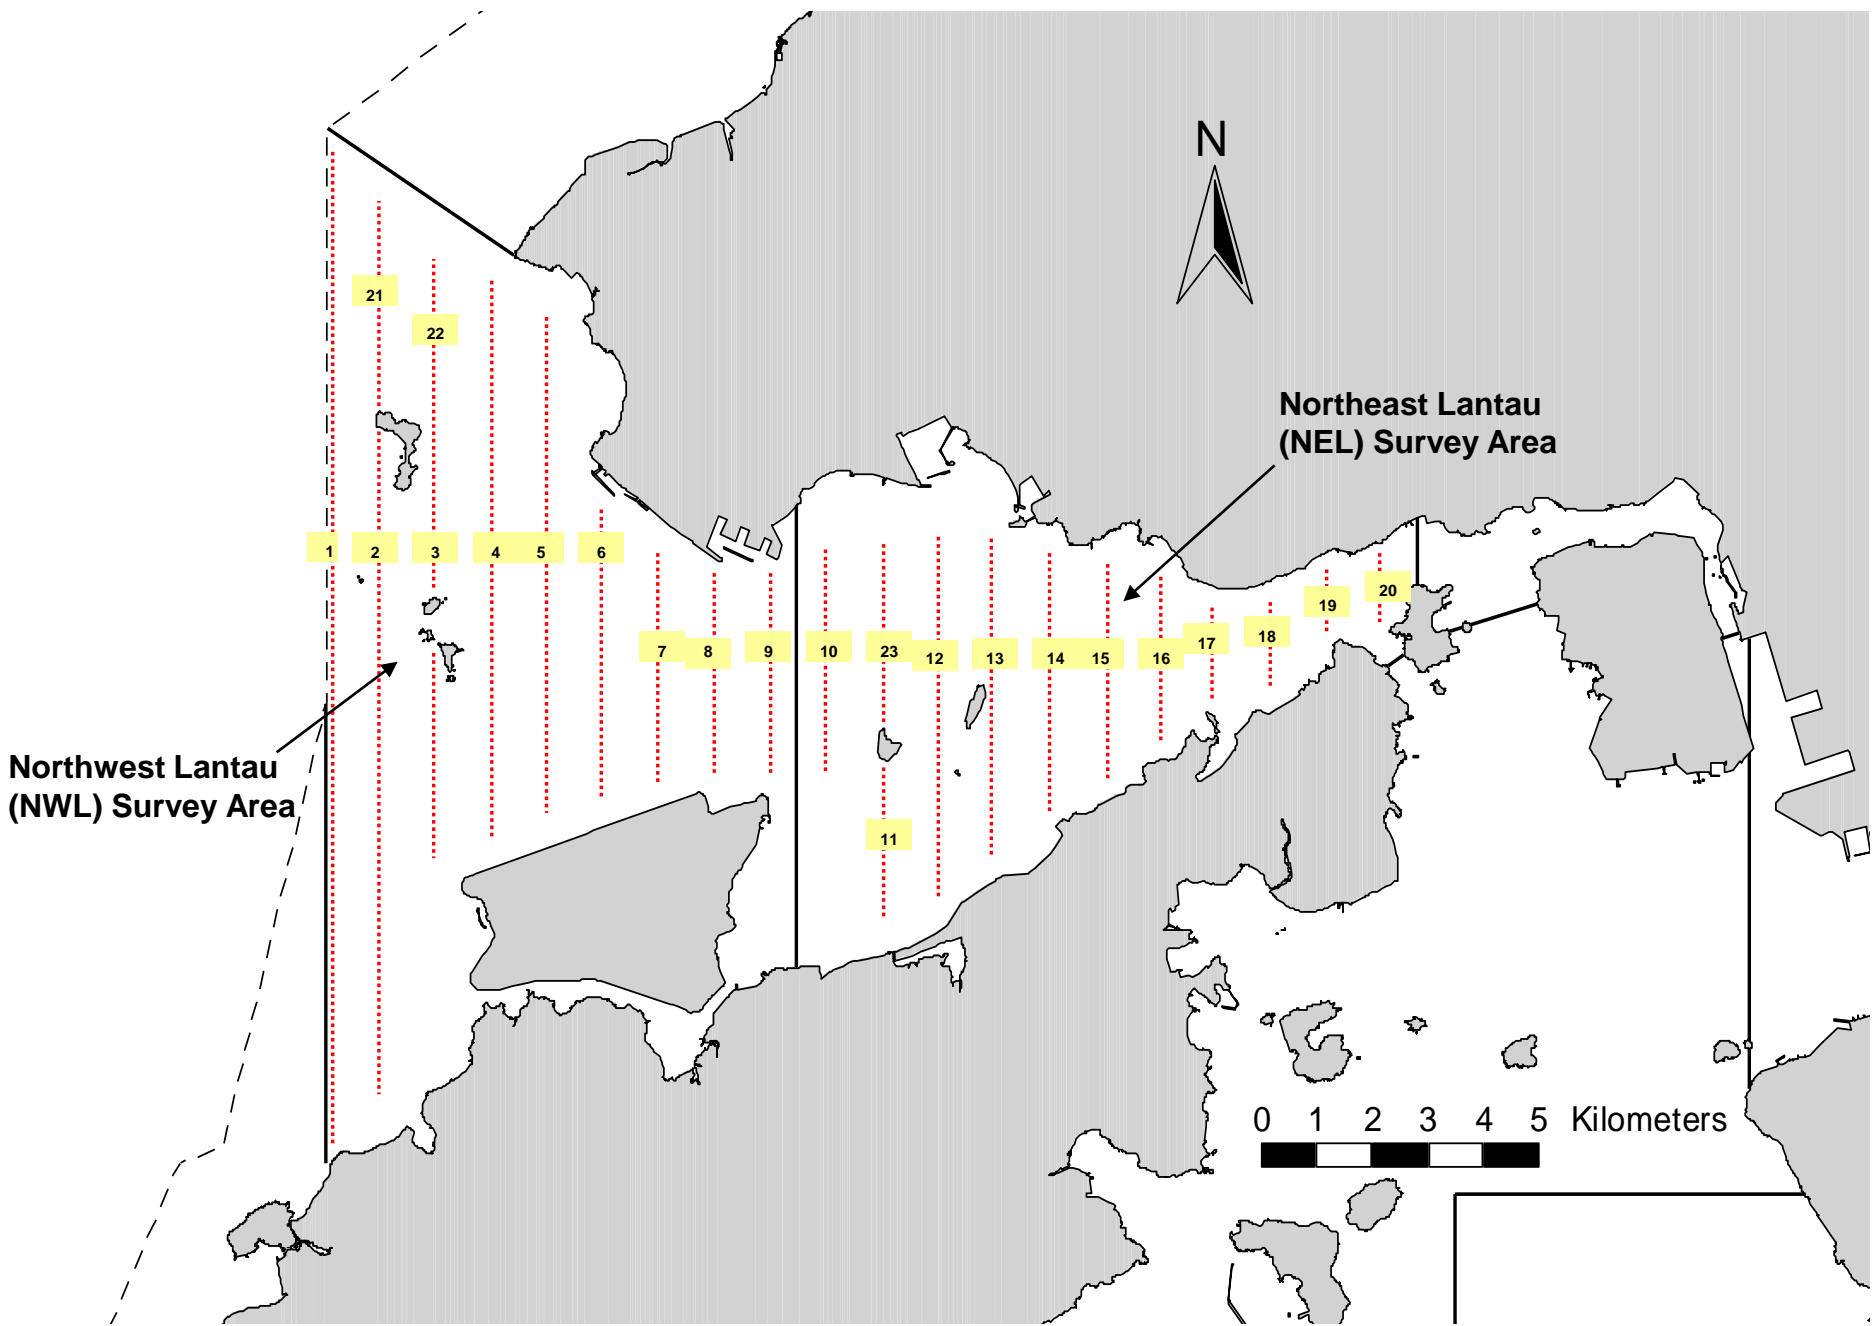 N
21
22
Northeast Lantau
(NEL) Survey Area
1 2 3 4 5 6
19 20
7 8 9 10 23 12 13 14 15 16 17 18
Northwest Lantau
(NWL) Survey Area
11
0 1 2 3 4 5 Kilometers